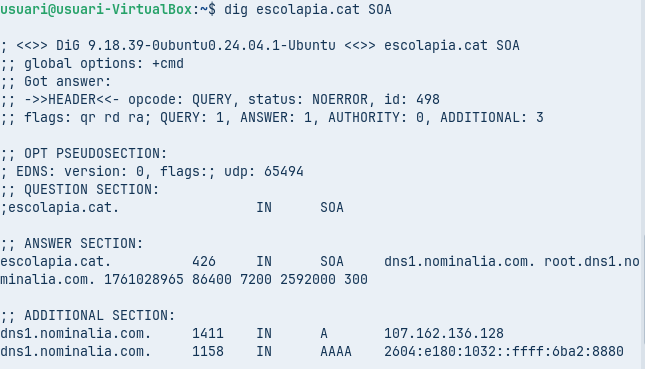 usuari@usuari-VirtualBox:~$ dig escolapia.cat SOA
; <<>> DiG 9.18.39-0ubuntu0.24.04.1-Ubuntu <<>> escolapia.cat SOA
;; global options: +cmd
;; Got answer:
;; ->>HEADER<<- opcode: QUERY, status: NOERROR, id: 498
;; flags: qr rd ra; QUERY: 1, ANSWER: 1, AUTHORITY: 0, ADDITIONAL: 3
;; OPT PSEUDOSECTION:
; EDNS: version: 0, flags:; udp: 65494
;; QUESTION SECTION:
;escolapia.cat. IN SOA
;; ANSWER SECTION:
escolapia.cat. 426 IN SOA dns1.nominalia.com. root.dns1.no
minalia.com. 1761028965 86400 7200 2592000 300
;; ADDITIONAL SECTION:
dns1.nominalia.com. 1411 IN A 107.162.136.128
dns1.nominalia.com. 1158 IN AAAA 2604:e180:1032::ffff:6ba2:8880